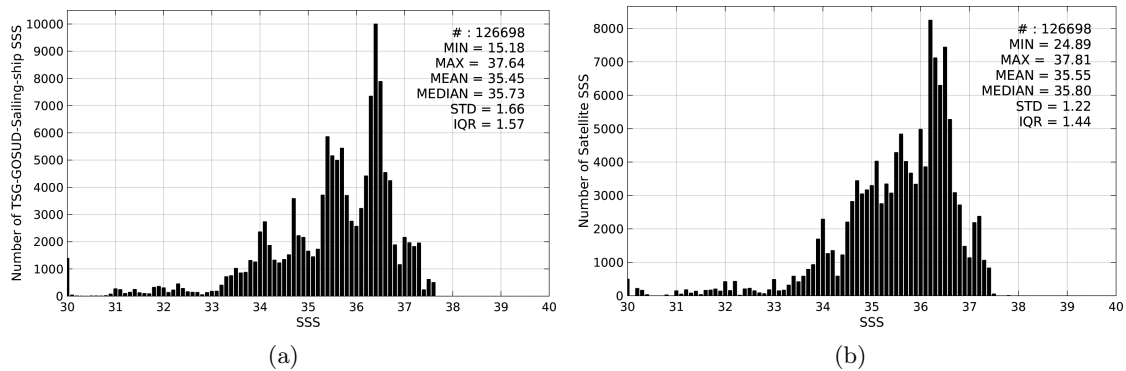 10000
9000
8000
7000
6000
5000
4000
3000
2000
1000
0
Number of TSG-GOSUD-Sailing-ship SSS
# : 126698
MIN = 15.18
MAX = 37.64
MEAN = 35.45
MEDIAN = 35.73
STD = 1.66
IQR = 1.57
30 31 32 33 34 35 36 37 38 39 40
SSS
(a)
8000
7000
6000
5000
4000
3000
2000
1000
0
Number of Satellite SSS
# : 126698
MIN = 24.89
MAX = 37.81
MEAN = 35.55
MEDIAN = 35.80
STD = 1.22
IQR = 1.44
30 31 32 33 34 35 36 37 38 39 40
SSS
(b)